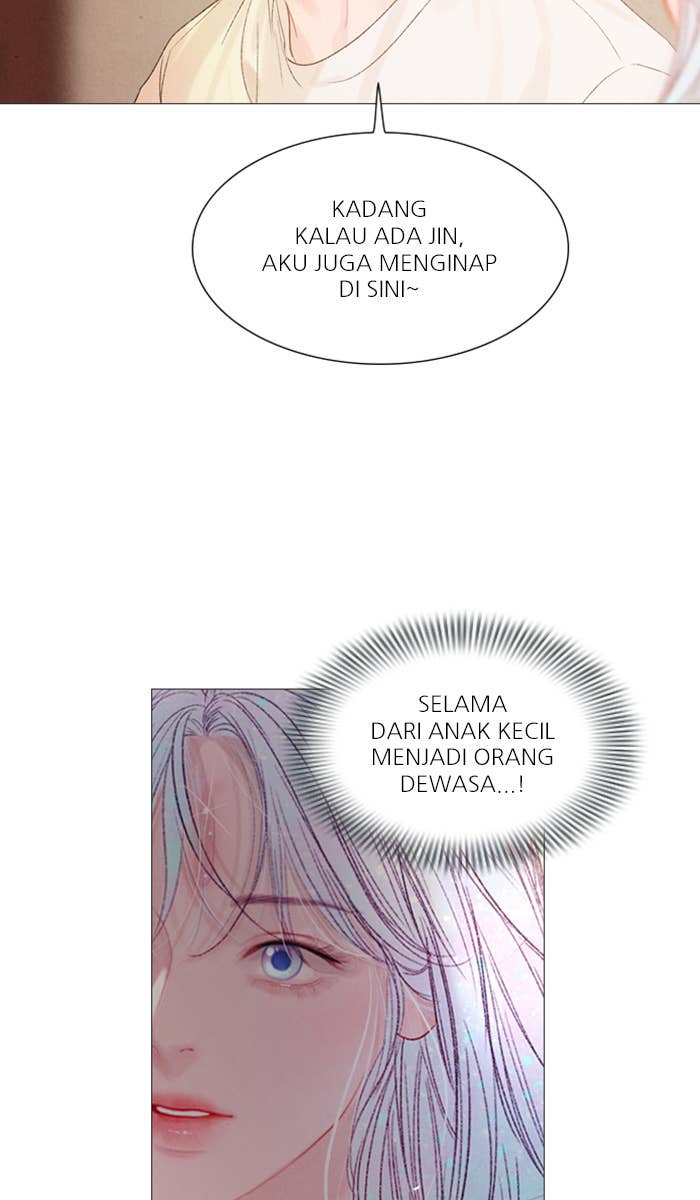 KADANG
KALAU ADA JIN,
AKU JUGA MENGINAP
DI SINI~
SELAMA
DARI ANAK KECIL
MENJADI ORANG
DEWASA...!